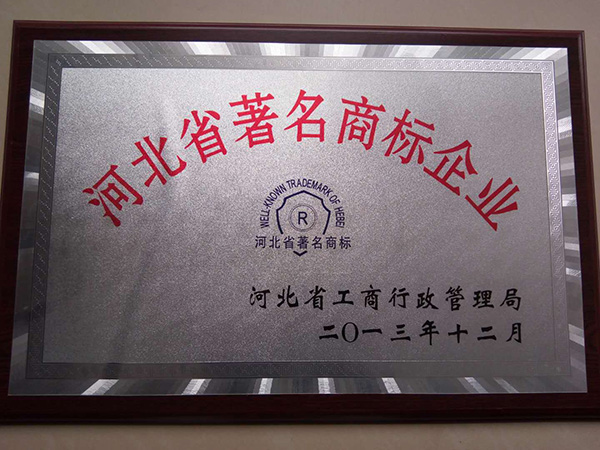 河北省著名商标企业
WELL-KNOWN TRADEMARK OF HEBEI
R
河北省著名商标
河北省工商行政管理局
二〇一三年十二月